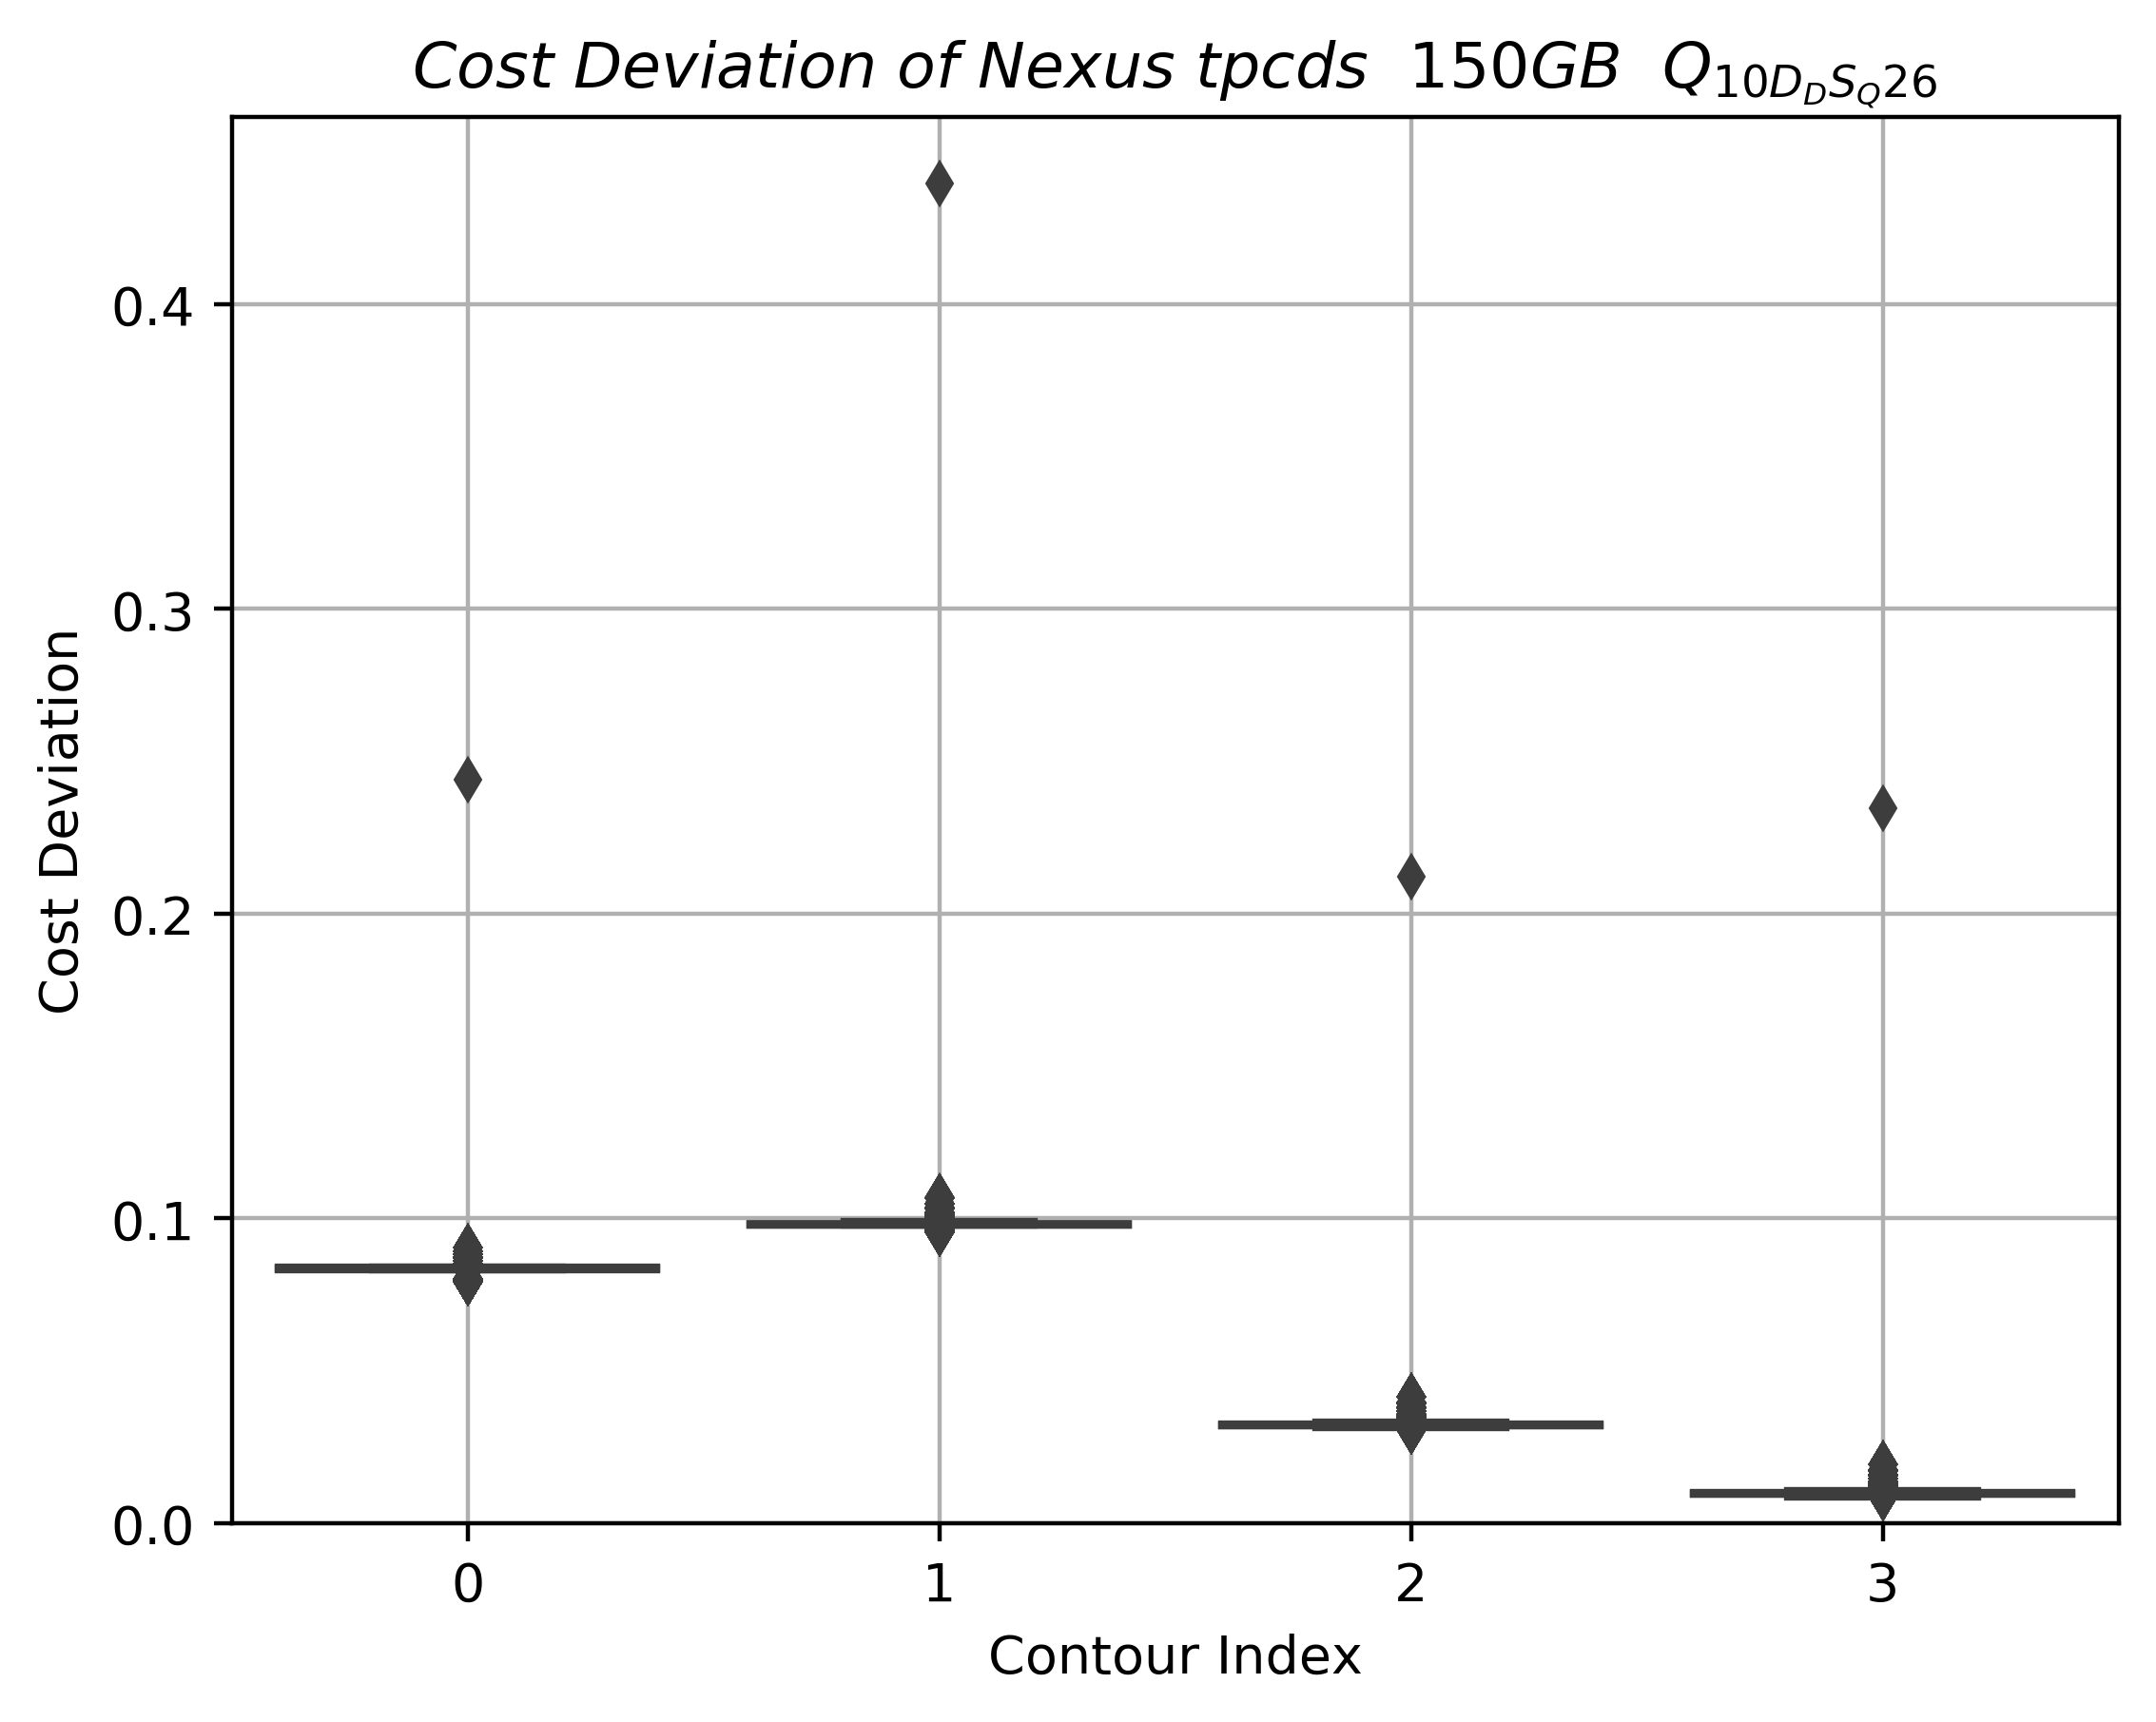 Cost Deviation of Nexus tpcds 150GB Q10DDSQ26
0.4
0.3
0.2
0.1
0.0
Cost Deviation
0 1 2 3
Contour Index